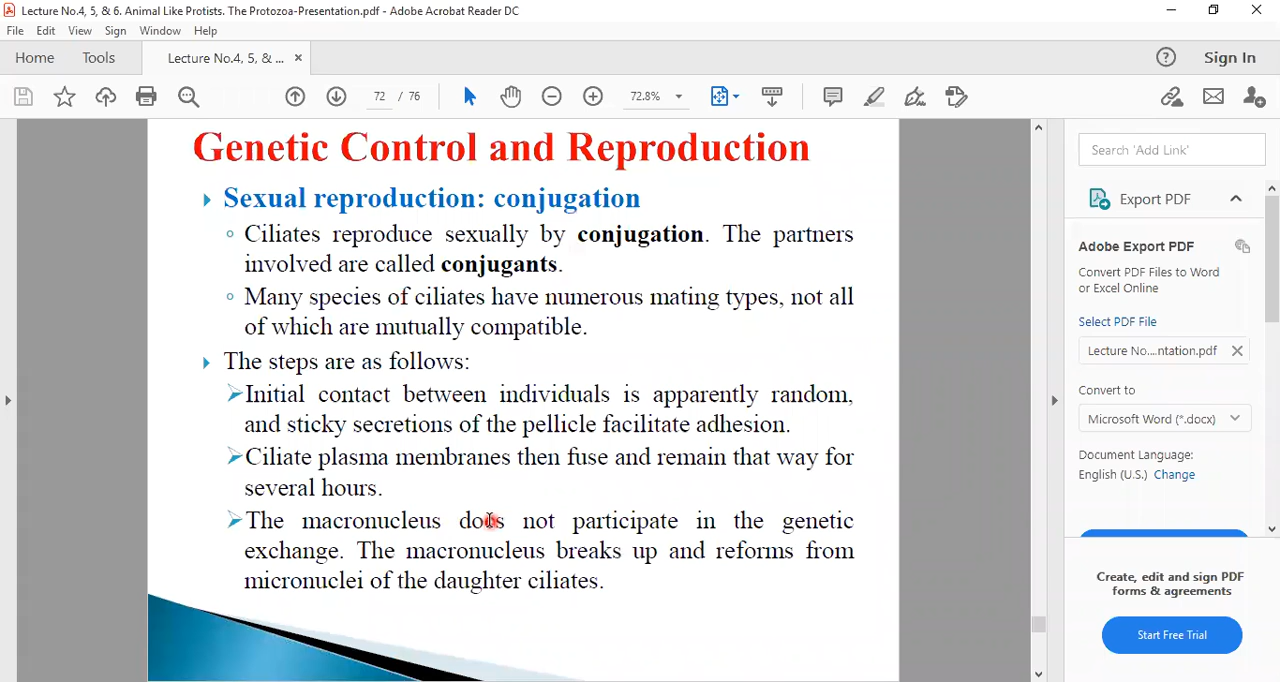 Lecture No.4, 5, & 6. Animal Like Protists. The Protozoa-Presentation.pdf - Adobe Acrobat Reader DC
File Edit View Sign Window Help
Home Tools Lecture No.4, 5, & ... × Sign In
72 / 76 72.8%
Genetic Control and Reproduction
Sexual reproduction: conjugation
Ciliates reproduce sexually by conjugation. The partners
involved are called conjugants.
Many species of ciliates have numerous mating types, not all
of which are mutually compatible.
The steps are as follows:
Initial contact between individuals is apparently random,
and sticky secretions of the pellicle facilitate adhesion.
Ciliate plasma membranes then fuse and remain that way for
several hours.
The macronucleus does not participate in the genetic
exchange. The macronucleus breaks up and reforms from
micronuclei of the daughter ciliates.
Search 'Add Link'
Export PDF
Adobe Export PDF
Convert PDF Files to Word
or Excel Online
Select PDF File
Lecture No....ntation.pdf
Convert to
Microsoft Word (*.docx)
Document Language:
English (U.S.) Change
Create, edit and sign PDF
forms & agreements
Start Free Trial